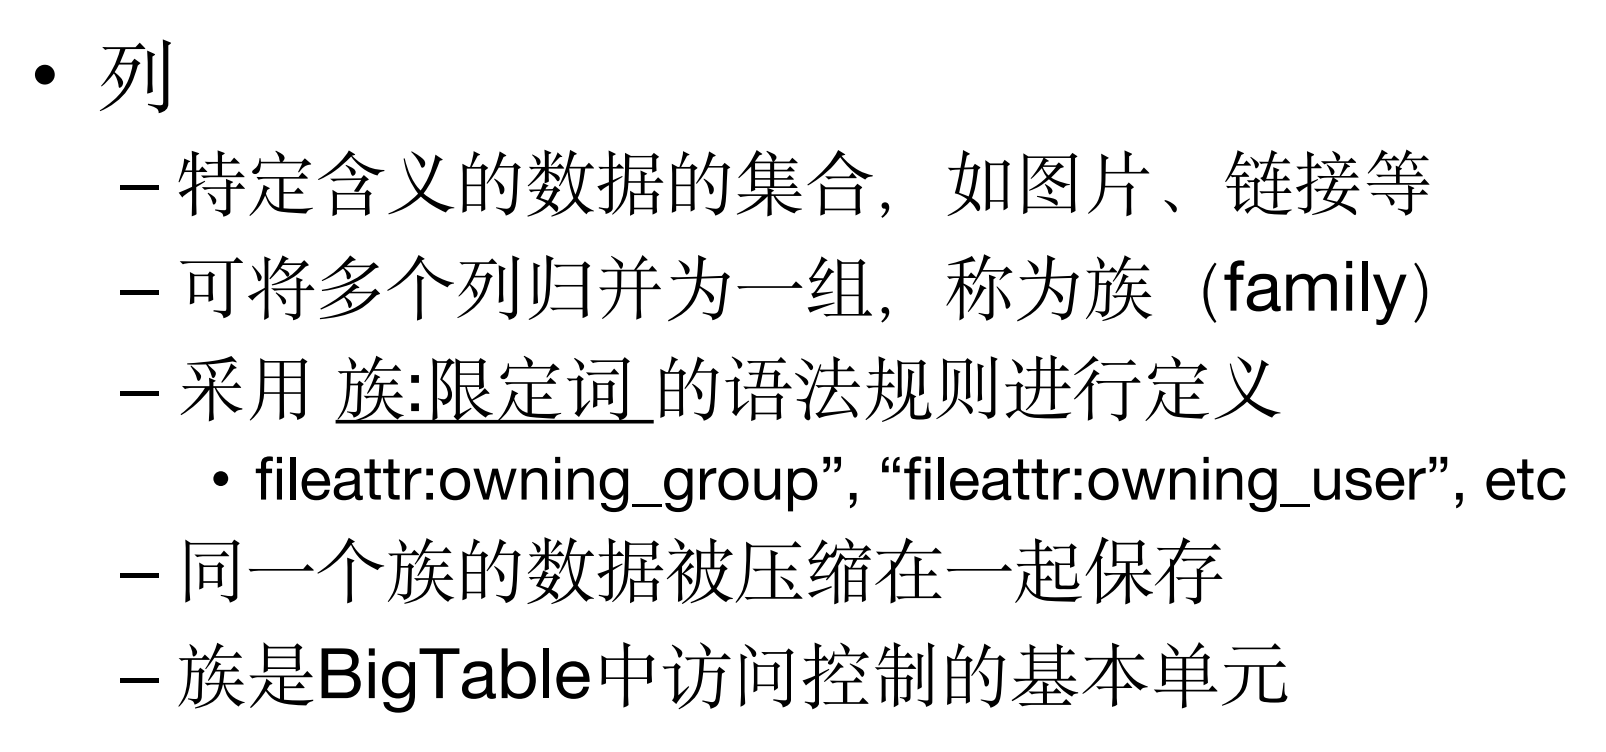 • 列
– 特定含义的数据的集合，如图片、链接等
– 可将多个列归并为一组，称为族（family）
– 采用 族:限定词 的语法规则进行定义
• fileattr:owning_group”, “fileattr:owning_user”, etc
– 同一个族的数据被压缩在一起保存
– 族是BigTable中访问控制的基本单元